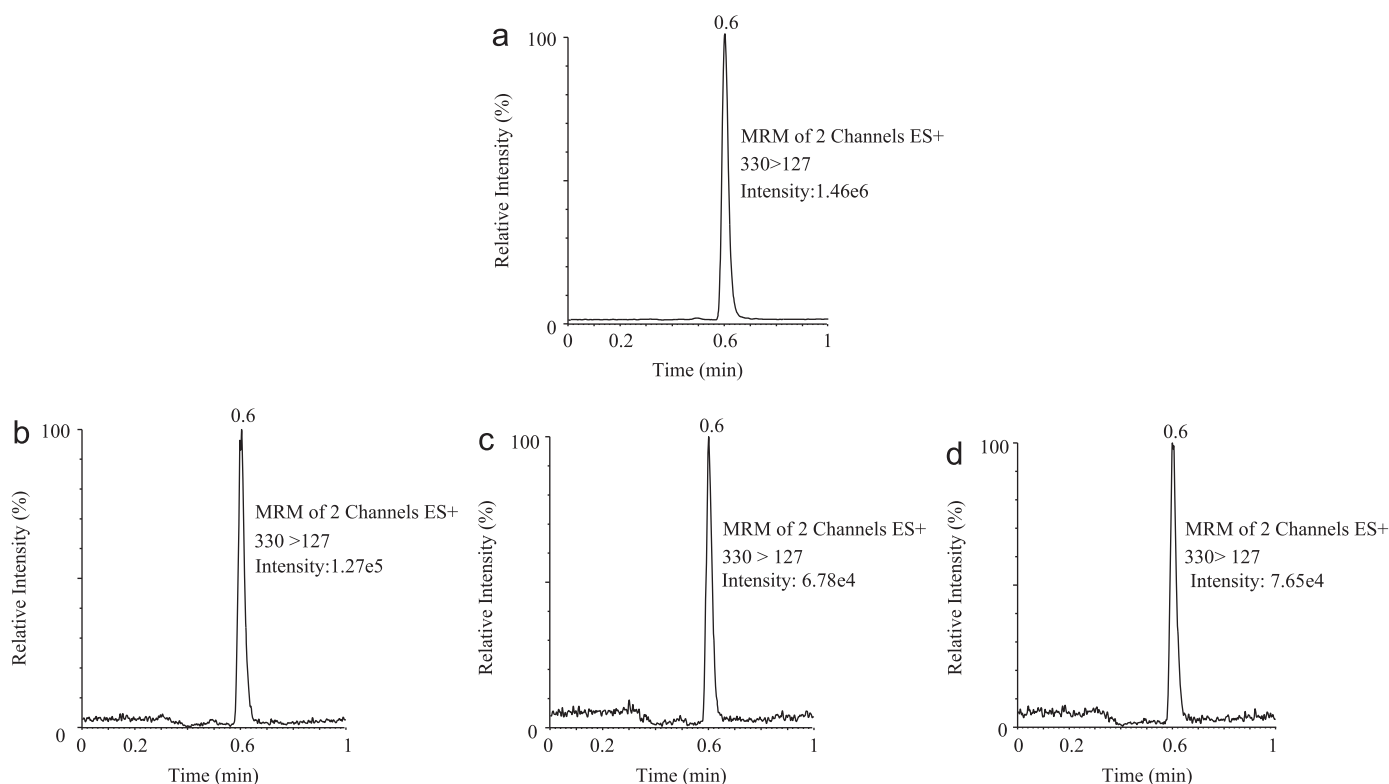 a
0.6
100
Relative Intensity (%)
MRM of 2 Channels ES+
330>127
Intensity:1.46e6
0
0 0.2 0.6 1
Time (min)
b
0.6
100
Relative Intensity (%)
MRM of 2 Channels ES+
330 >127
Intensity:1.27e5
0
0 0.2 0.6 1
Time (min)
c
0.6
100
Relative Intensity (%)
MRM of 2 Channels ES+
330 > 127
Intensity: 6.78e4
0
0 0.2 0.6 1
Time (min)
d
0.6
100
Relative Intensity (%)
MRM of 2 Channels ES+
330> 127
Intensity: 7.65e4
0
0 0.2 0.6 1
Time (min)